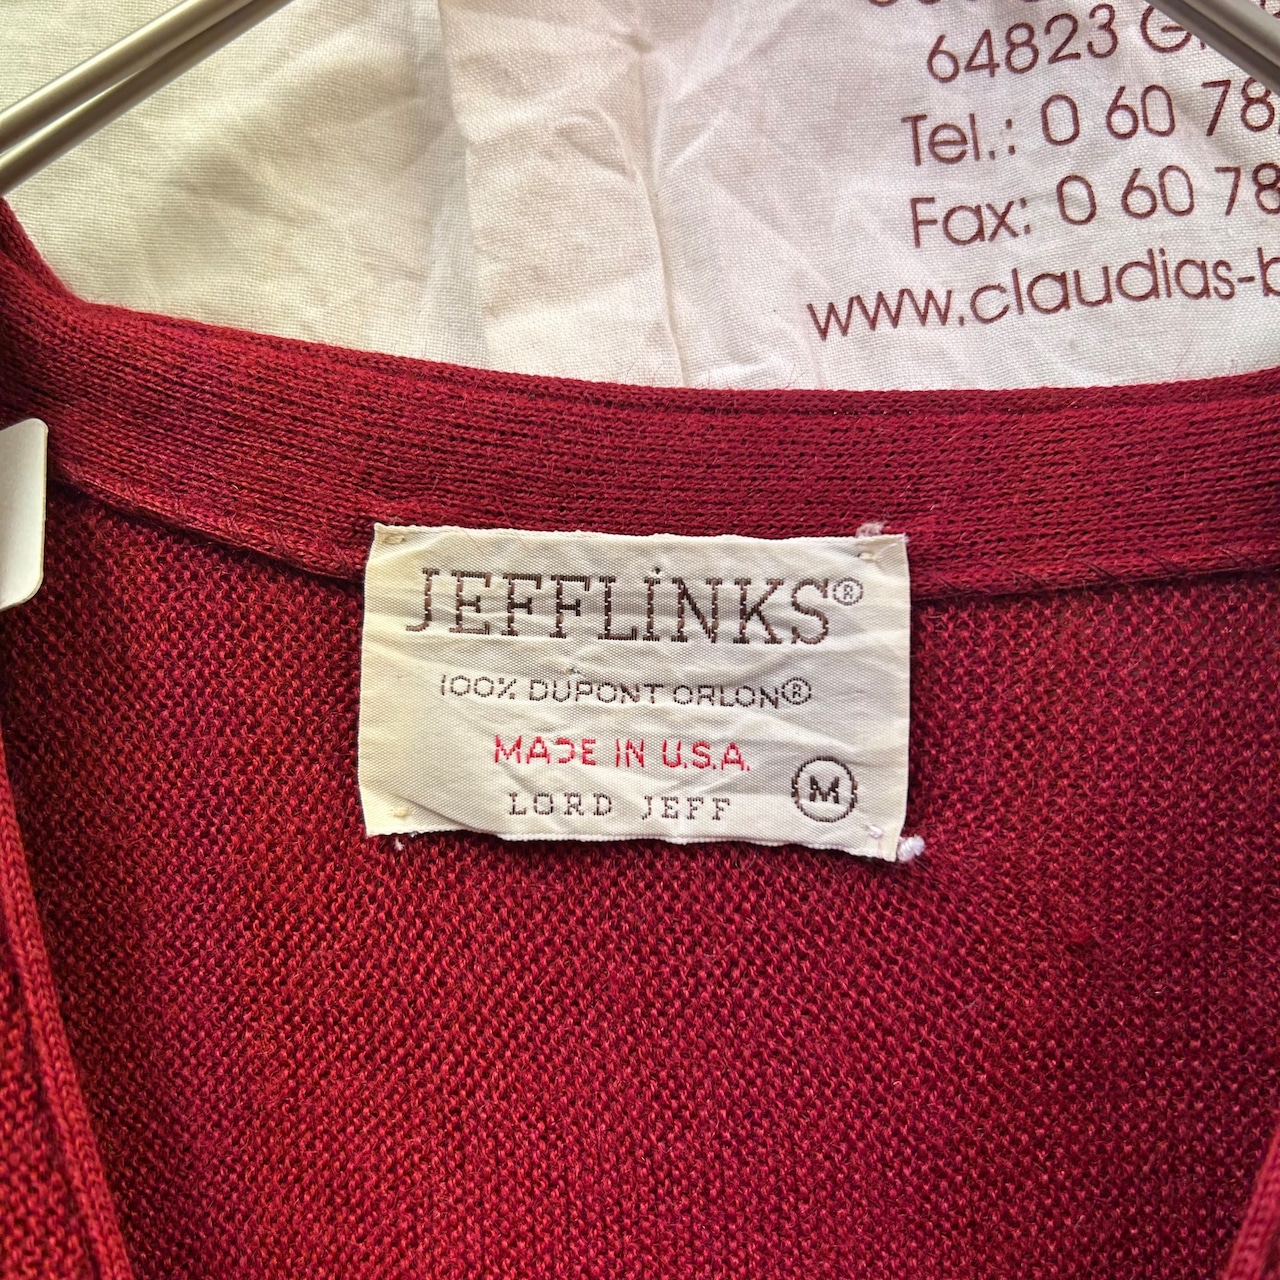 64823
Tel.: 0 60 78
Fax: 0 60 78
www.claudias-b
JEFFLiNKS®
100% DUPONT ORLON®
MADE IN U.S.A.
LORD JEFF M